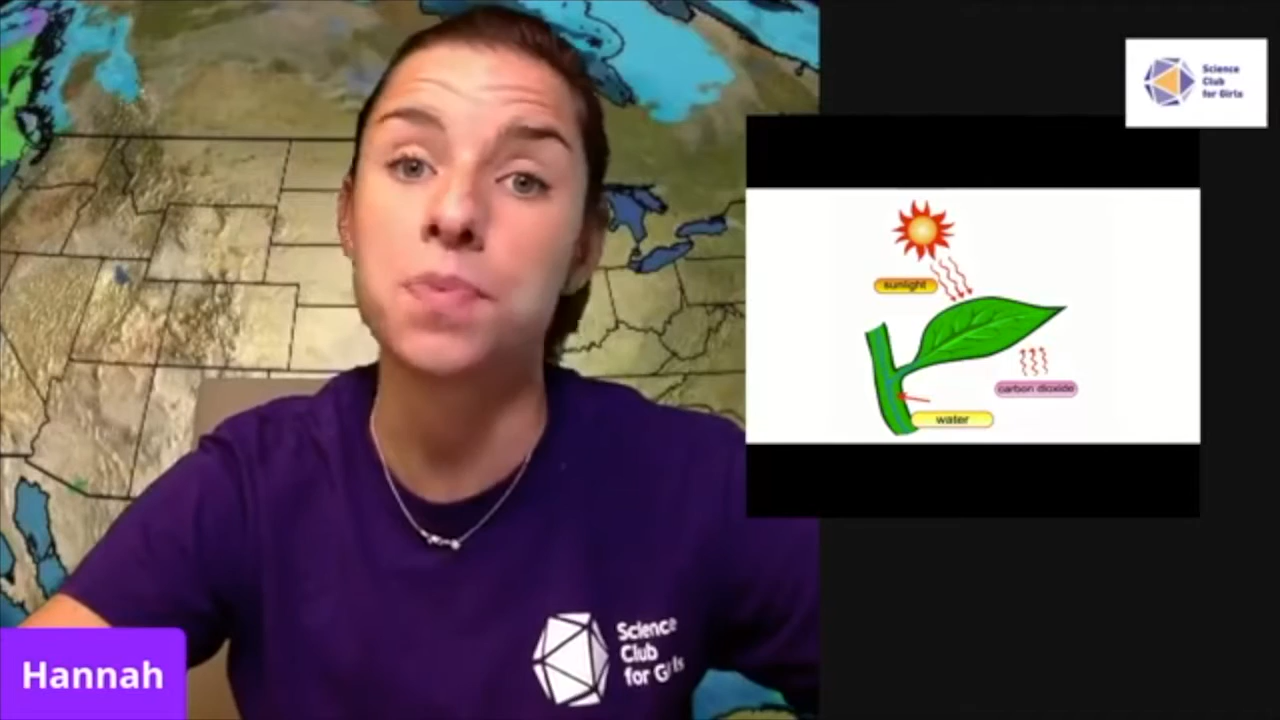 Science
Club
for Girls
sunlight
carbon dioxide
water
Science
Club
for Girls
Hannah